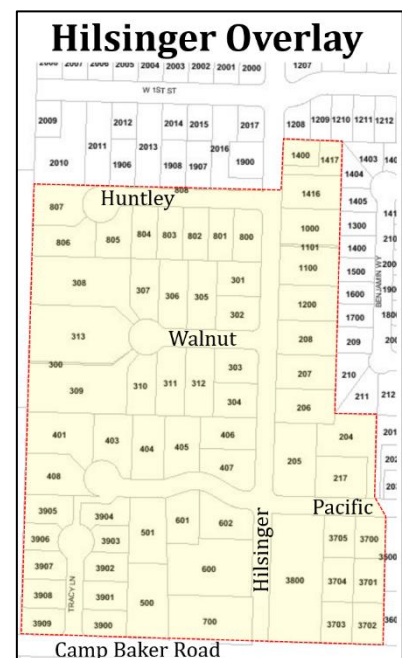 Hilsinger Overlay
2000 2007 2006 2005 2004 2003 2002 2001 2000 1207
W 1ST ST
2009 2012 2014 2015 2017 1208 1209 1210 1211 1212
2011 2013 2016
2010 1906 1908 1907 1900 1400 1417 1403
1404
807 Huntley 808 1416 1405
806 805 804 803 802 801 800 1000 1300
1101 1400
308 307 306 305 301 1100 1500
302 1200 1600
BENJAMIN WY
313 Walnut 208 1700 209
300 303 207 210
309 310 311 312 304 206 211 212
401 403 404 405 406 204
407 205
408 217
3905 3904 501 601 602 Hilsinger Pacific
3906 3903 3705 3700
3907 3902 600 3800 3704 3701
3908 TRACY LN 3901 500
3909 3900 700 3703 3702
Camp Baker Road